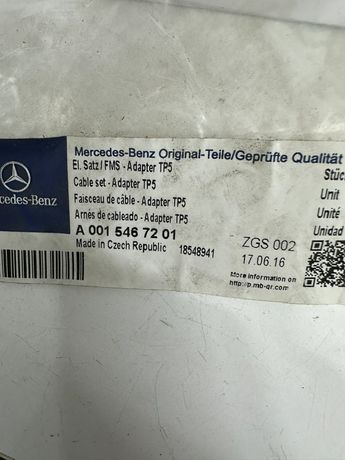 Mercedes-Benz Original-Teile/Geprüfte Qualität
El. Satz/FMS - Adapter TP5
Stück
Cable set - Adapter TP5
Unit
Faisceau de câble - Adapter TP5
Unité
Arnés de cableado - Adapter TP5
Unidad
A 001 546 72 01
Made in Czech Republic 18548941
ZGS 002
17.06.16
More information on
http://p.mb-qr.com
cedes-Benz